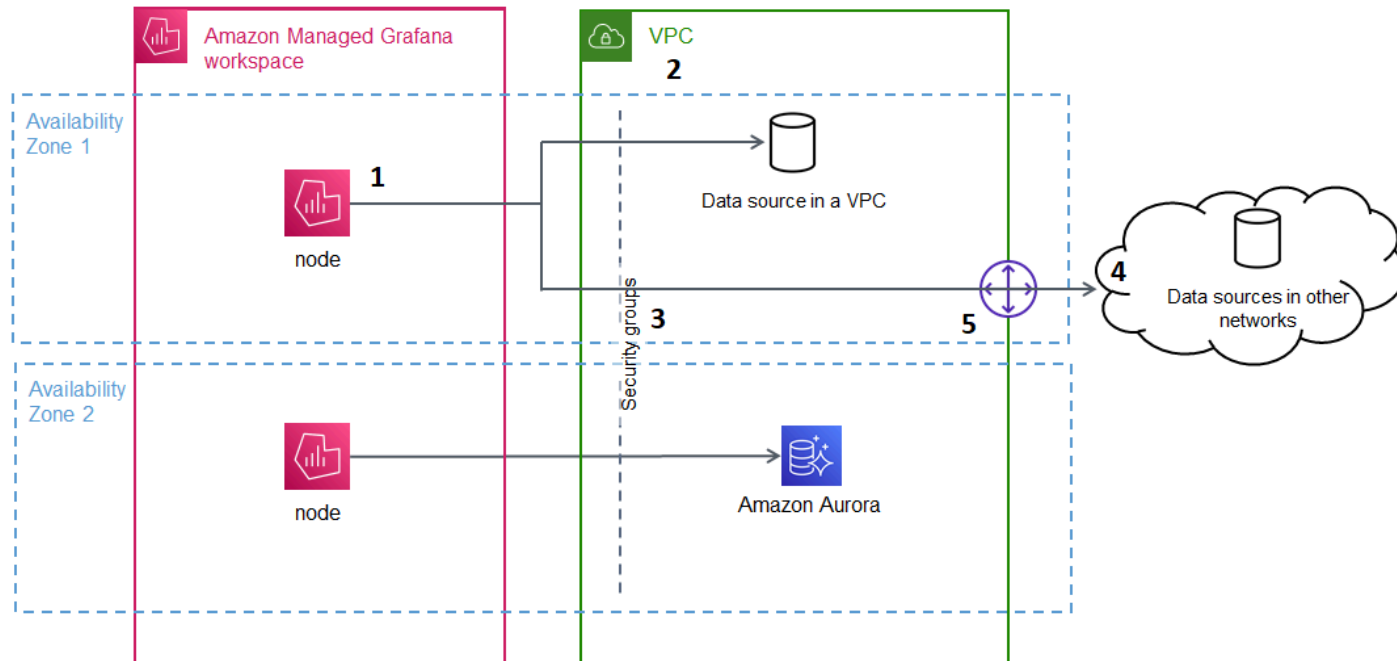 Amazon Managed Grafana
workspace
VPC
2
Availability
Zone 1
1
node
Data source in a VPC
Security groups
3
5
4
Data sources in other
networks
Availability
Zone 2
node
Amazon Aurora